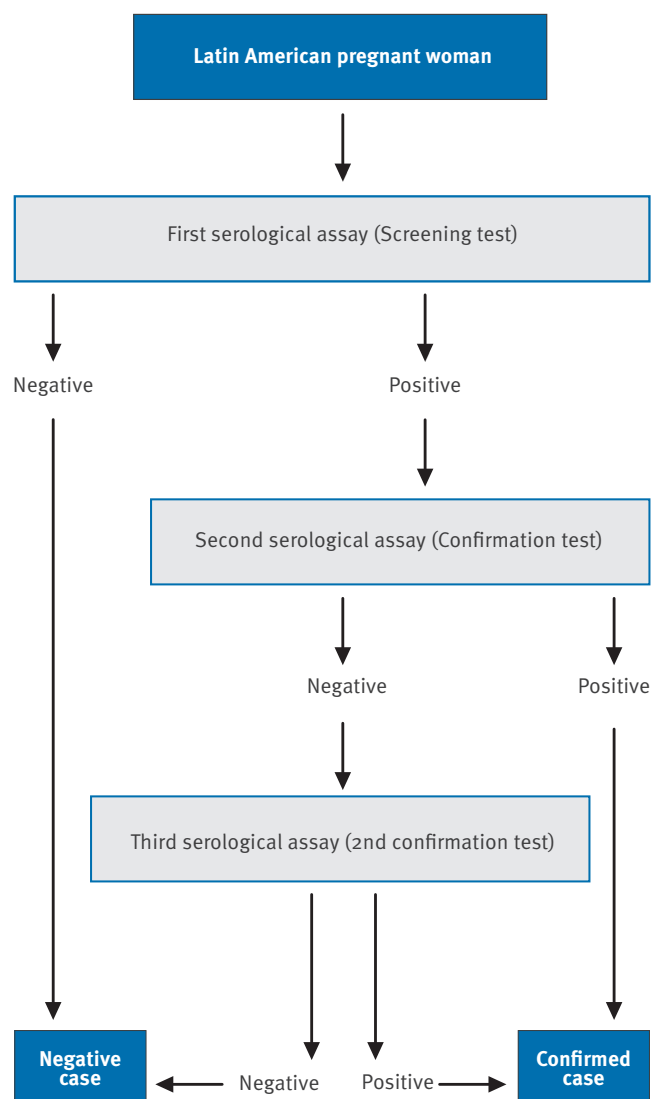 Latin American pregnant woman
First serological assay (Screening test)
Negative
Positive
Second serological assay (Confirmation test)
Negative
Positive
Third serological assay (2nd confirmation test)
Negative
case
Negative
Positive
Confirmed
case